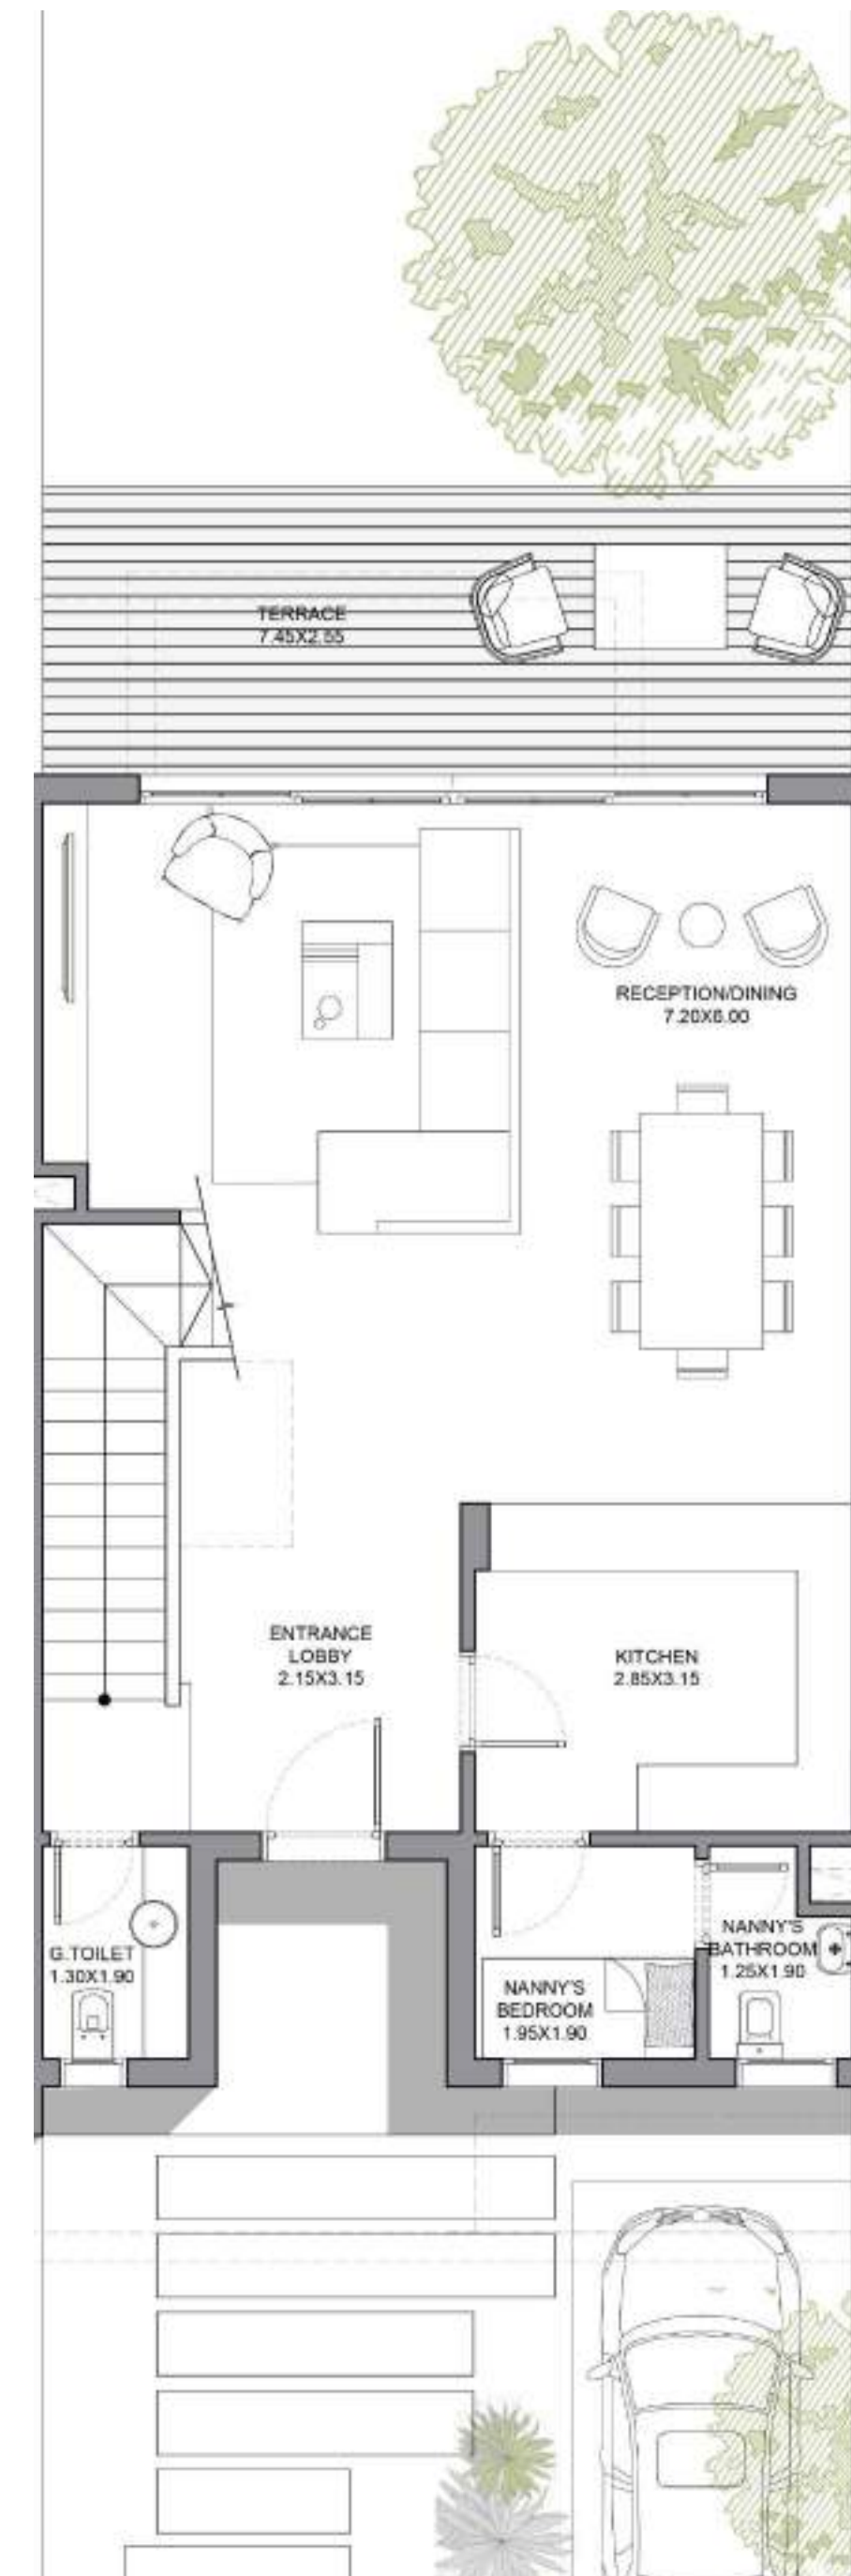 TERRACE
7.45X2.55
RECEPTION/DINING
7.20X6.00
ENTRANCE
LOBBY
2.15X3.15
KITCHEN
2.85X3.15
G.TOILET
1.30X1.90
NANNY'S
BEDROOM
1.95X1.90
NANNY'S
BATHROOM
1.25X1.90